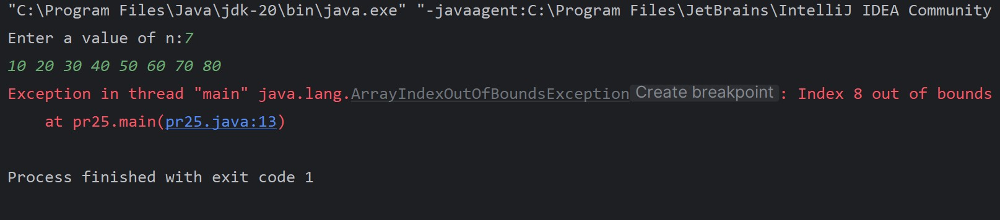 "C:\Program Files\Java\jdk-20\bin\java.exe" "-javaagent:C:\Program Files\JetBrains\IntelliJ IDEA Community
Enter a value of n:7
10 20 30 40 50 60 70 80
Exception in thread "main" java.lang.ArrayIndexOutOfBoundsException Create breakpoint : Index 8 out of bounds
at pr25.main(pr25.java:13)
Process finished with exit code 1